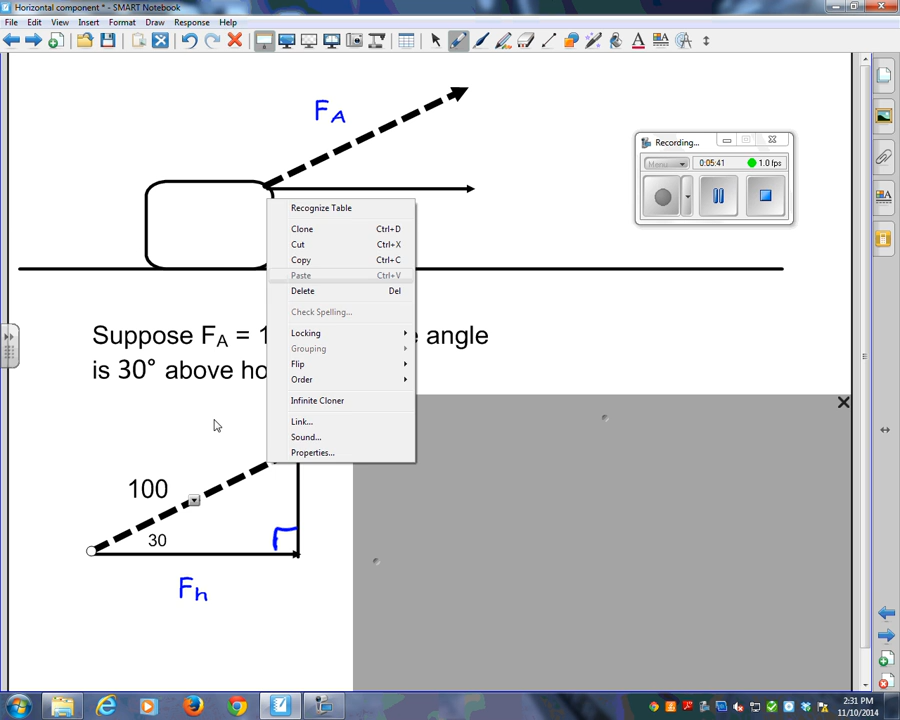 Horizontal component * - SMART Notebook
File Edit View Insert Format Draw Response Help
F A
Recording...
Menu
0:05:41 1.0 fps
Recognize Table
Clone Ctrl+D
Cut Ctrl+X
Copy Ctrl+C
Paste Ctrl+V
Delete Del
Check Spelling...
Locking
Grouping
Flip
Order
Infinite Cloner
Link...
Sound...
Properties...
Suppose FA = 1 angle
is 30° above ho
100
30
Fh
2:31 PM
11/10/2014